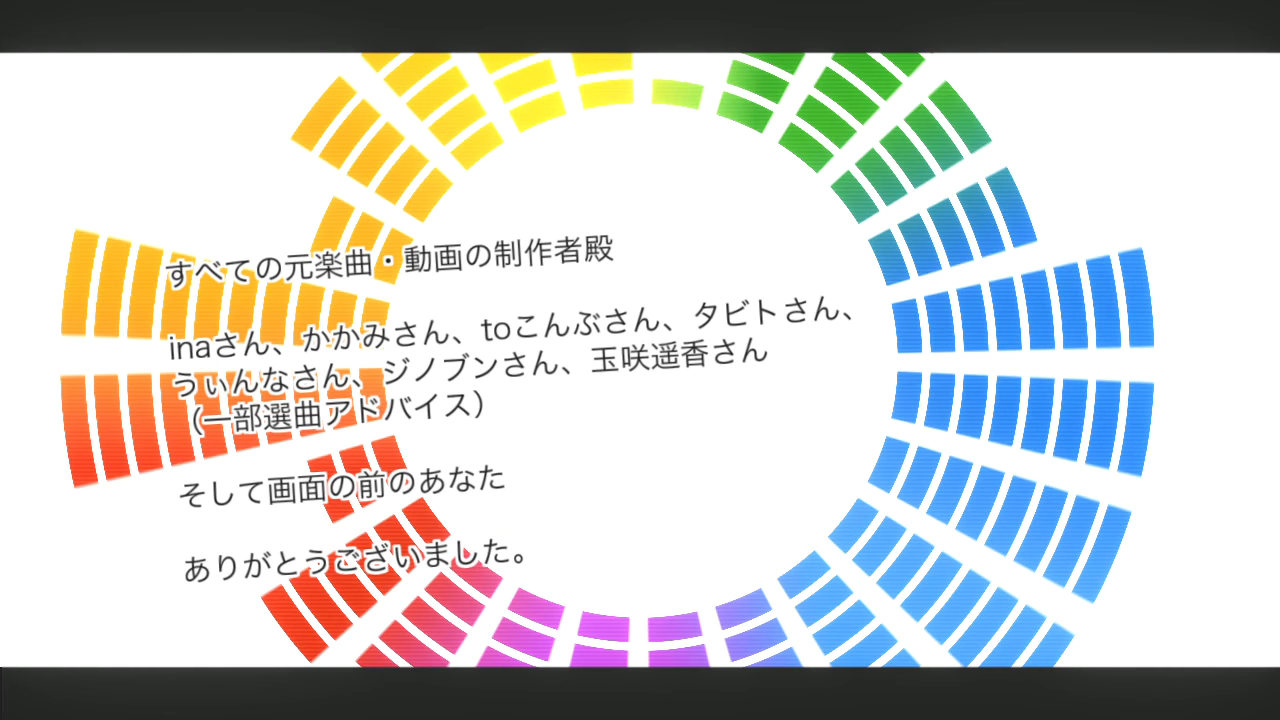 すべての元楽曲・動画の制作者殿
inaさん、かかみさん、toこんぶさん、タビトさん、
うぃんなさん、ジノブンさん、玉咲遥香さん
（一部選曲アドバイス）
そして画面の前のあなた
ありがとうございました。